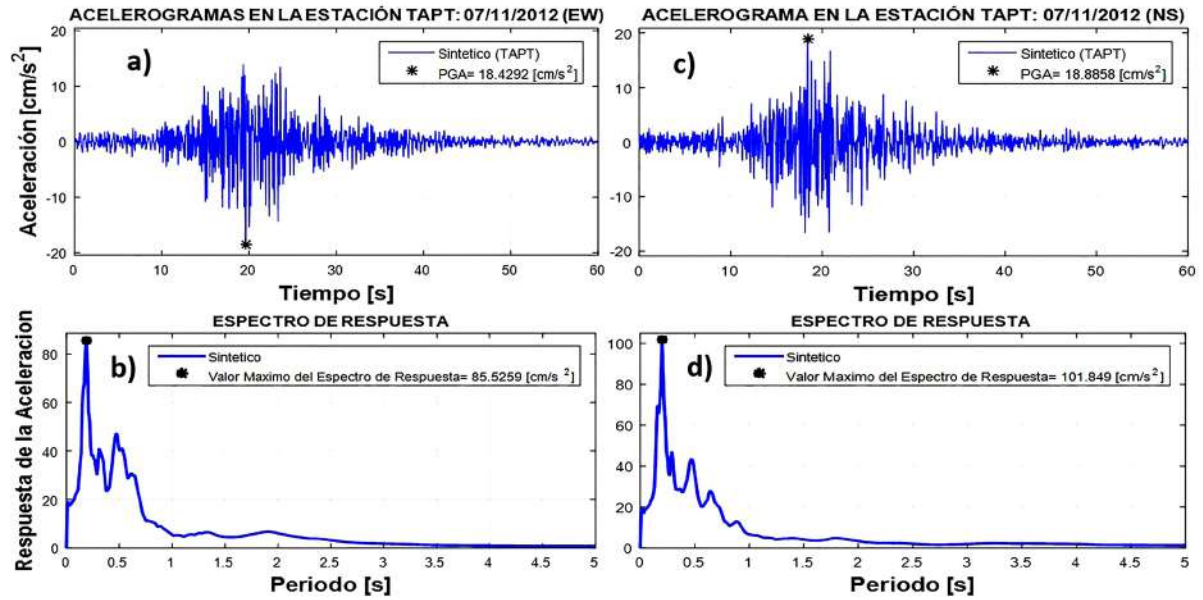 ACELEROGRAMAS EN LA ESTACIÓN TAPT: 07/11/2012 (EW)
a)
Sintetico (TAPT)
PGA= 18.4292 [cm/s²]
Aceleración [cm/s²]
20
10
0
-10
-20
0 10 20 30 40 50 60
Tiempo [s]
ACELEROGRAMA EN LA ESTACIÓN TAPT: 07/11/2012 (NS)
c)
Sintetico (TAPT)
PGA= 18.8858 [cm/s²]
20
10
0
-10
-20
0 10 20 30 40 50 60
Tiempo [s]
ESPECTRO DE RESPUESTA
b)
Sintetico
Valor Maximo del Espectro de Respuesta= 85.5259 [cm/s ²]
Respuesta de la Aceleracion
80
60
40
20
0
0 0.5 1 1.5 2 2.5 3 3.5 4 4.5 5
Periodo [s]
ESPECTRO DE RESPUESTA
d)
Sintetico
Valor Maximo del Espectro de Respuesta= 101.849 [cm/s²]
100
80
60
40
20
0
0 0.5 1 1.5 2 2.5 3 3.5 4 4.5 5
Periodo [s]